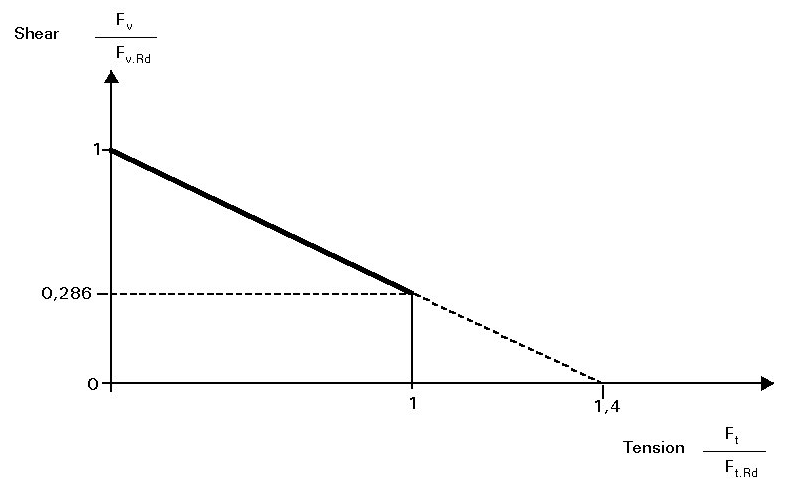 Shear F_v
F_v.Rd
1
0,286
0
1
1,4
Tension F_t
F_t.Rd